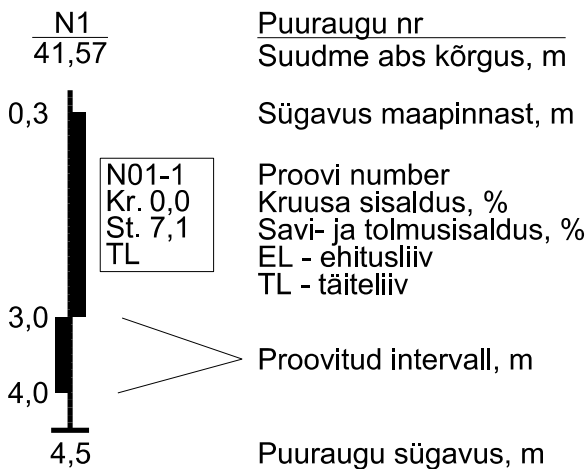 N1 Puuraugu nr
41,57 Suudme abs kõrgus, m
0,3 Sügavus maapinnast, m
N01-1 Proovi number
Kr. 0,0 Kruusa sisaldus, %
St. 7,1 Savi- ja tolmusisaldus, %
TL EL - ehitusliiv
TL - täiteliiv
3,0
Proovitud intervall, m
4,0
4,5 Puuraugu sügavus, m